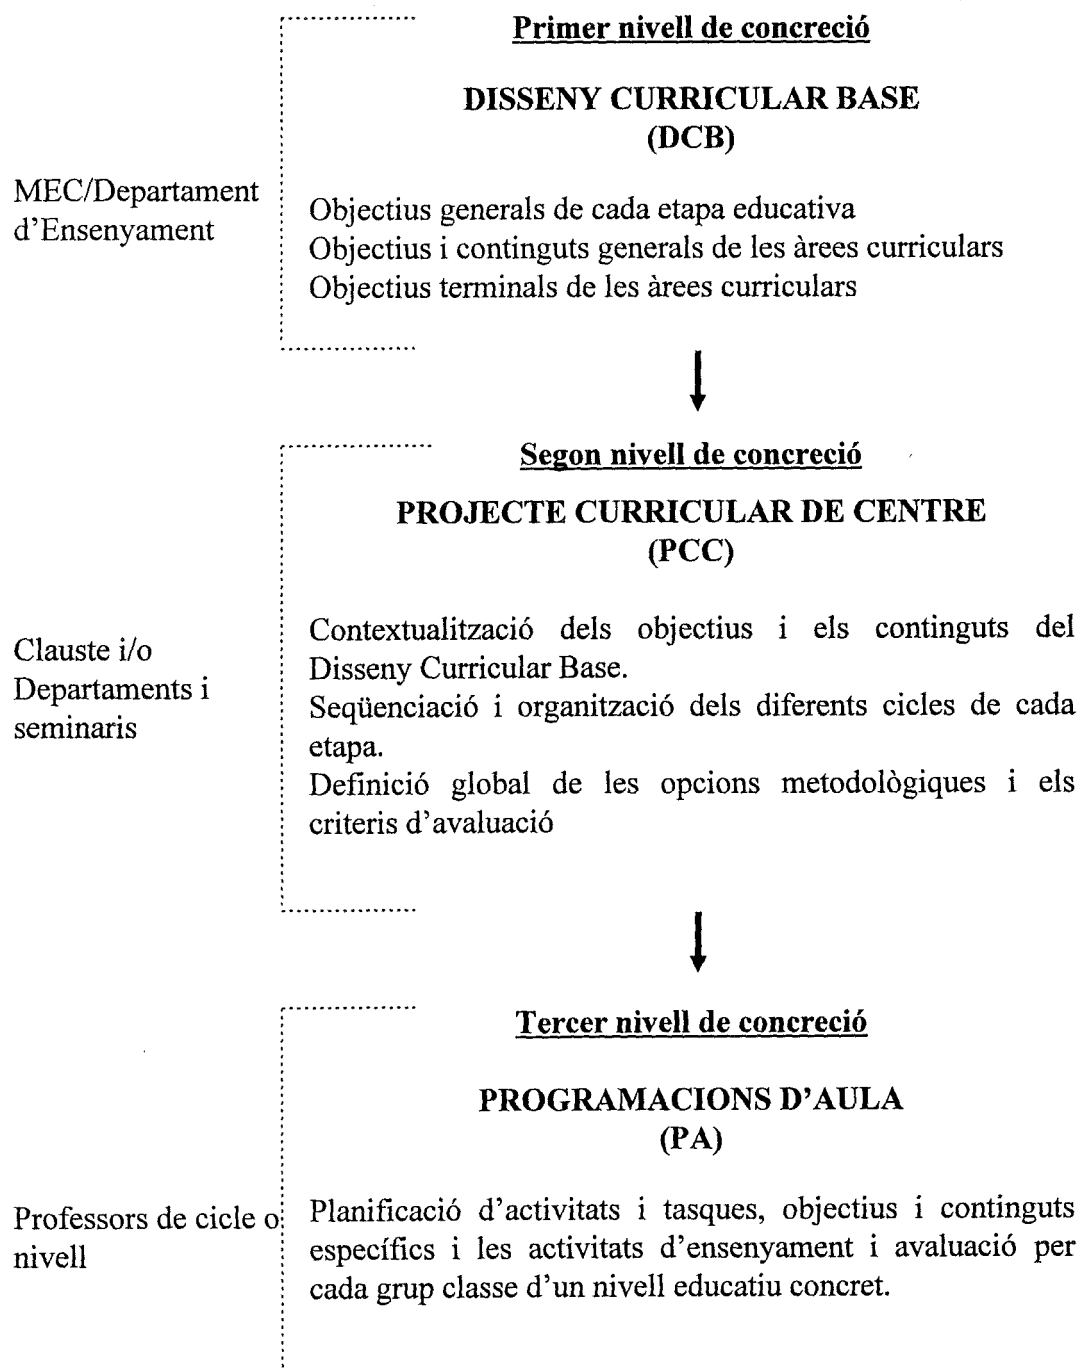 Primer nivell de concreció
DISSENY CURRICULAR BASE
(DCB)
MEC/Departament
d'Ensenyament
Objectius generals de cada etapa educativa
Objectius i continguts generals de les àrees curriculars
Objectius terminals de les àrees curriculars
Segon nivell de concreció
PROJECTE CURRICULAR DE CENTRE
(PCC)
Clauste i/o
Departaments i
seminaris
Contextualització dels objectius i els continguts del
Disseny Curricular Base.
Seqüenciació i organització dels diferents cicles de cada
etapa.
Definició global de les opcions metodològiques i els
criteris d'avaluació
Tercer nivell de concreció
PROGRAMACIONS D'AULA
(PA)
Professors de cicle o
nivell
Planificació d'activitats i tasques, objectius i continguts
específics i les activitats d'ensenyament i avaluació per
cada grup classe d'un nivell educatiu concret.